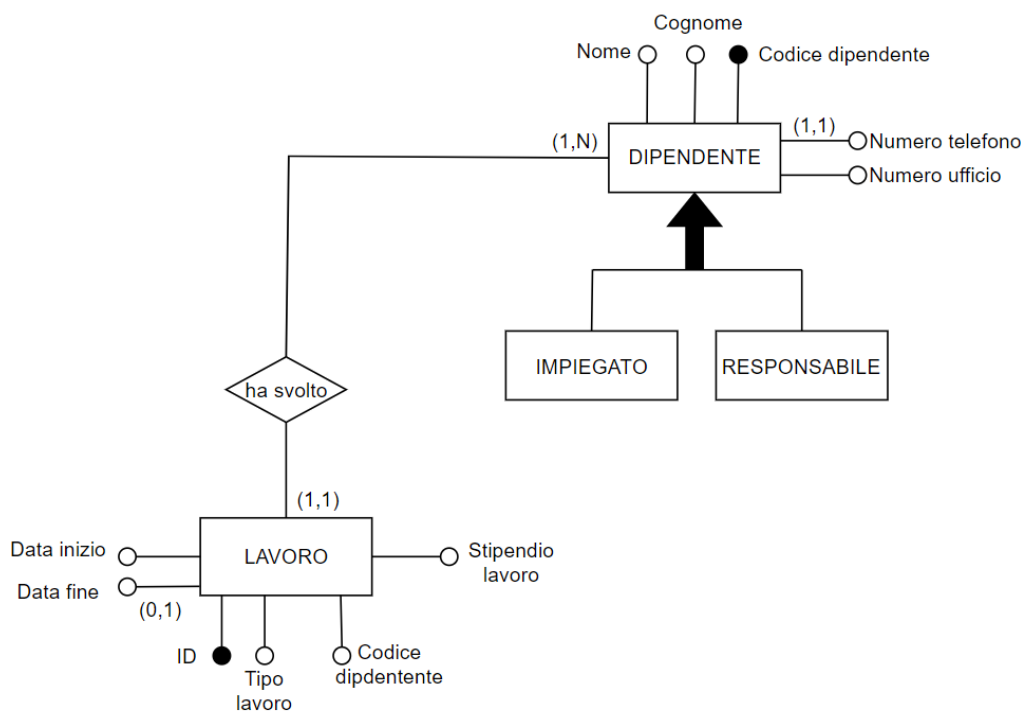 Cognome
Nome
Codice dipendente
(1,N)
DIPENDENTE
(1,1)
Numero telefono
Numero ufficio
IMPIEGATO
RESPONSABILE
ha svolto
(1,1)
Data inizio
LAVORO
Stipendio
lavoro
Data fine
(0,1)
ID
Tipo
lavoro
Codice
dipdentente